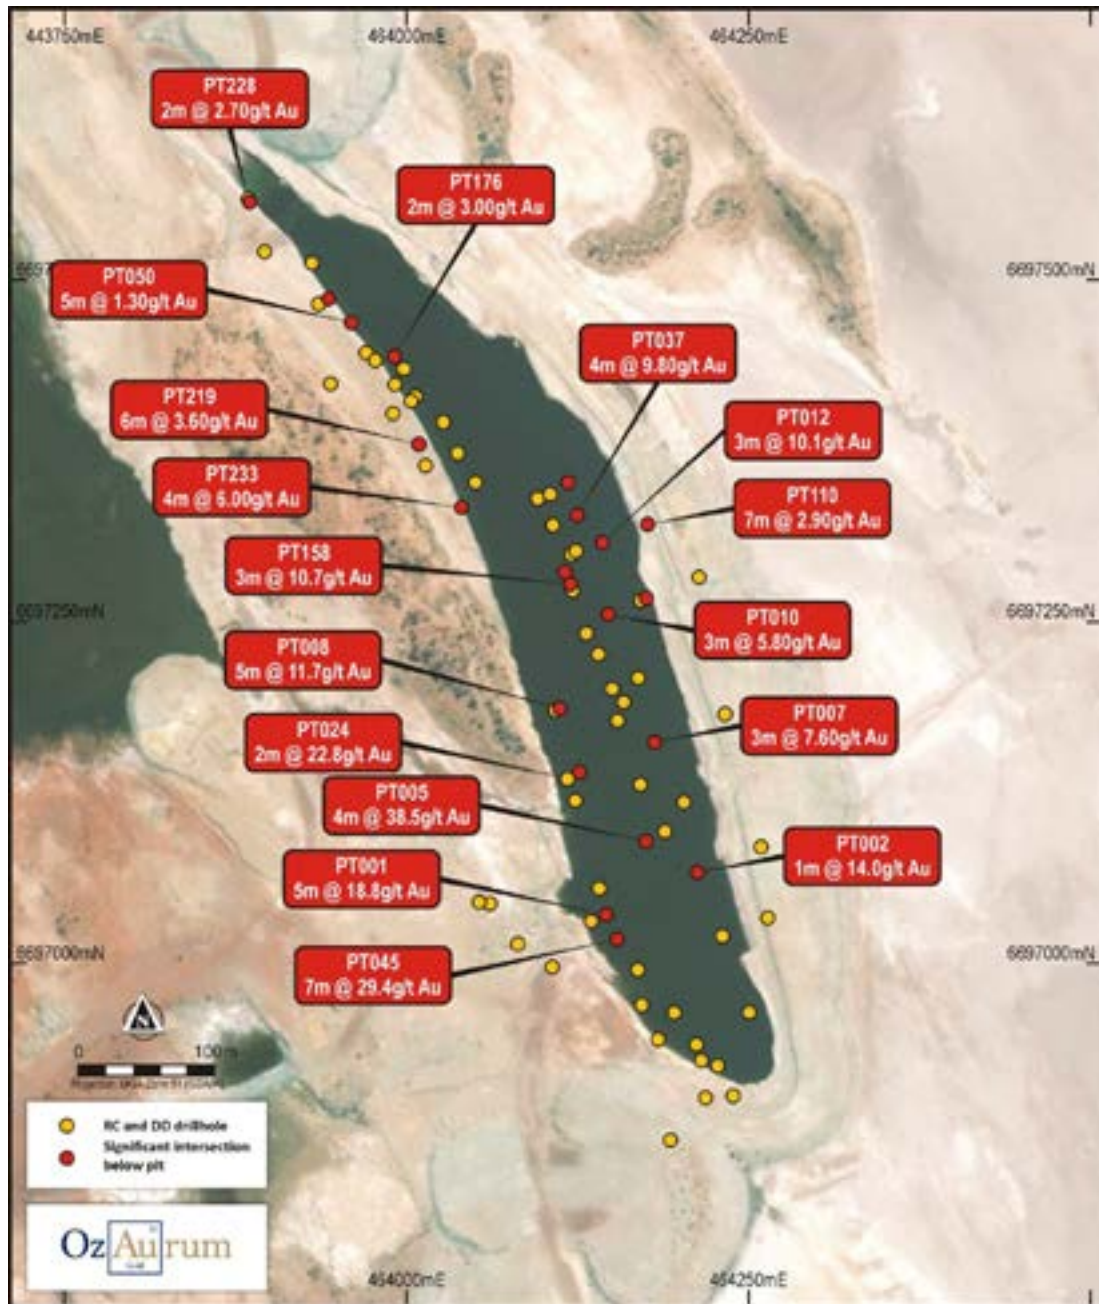 443750mE
464000mE
464250mE
PT228
2m @ 2.70g/t Au
PT176
2m @ 3.00g/t Au
PT050
5m @ 1.30g/t Au
6697500mN
PT037
4m @ 9.80g/t Au
PT219
6m @ 3.60g/t Au
PT012
3m @ 10.1g/t Au
PT233
4m @ 6.00g/t Au
PT110
7m @ 2.90g/t Au
PT158
3m @ 10.7g/t Au
6697250mN
6697250mN
PT010
3m @ 5.80g/t Au
PT008
5m @ 11.7g/t Au
PT007
3m @ 7.60g/t Au
PT024
2m @ 22.8g/t Au
PT005
4m @ 38.5g/t Au
PT002
1m @ 14.0g/t Au
PT001
5m @ 18.8g/t Au
6697000mN
6697000mN
PT045
7m @ 29.4g/t Au
N
0 100m
RC and DD drillhole
Significant intersection
below pit
OzAurum
Gold
464000mE
464250mE